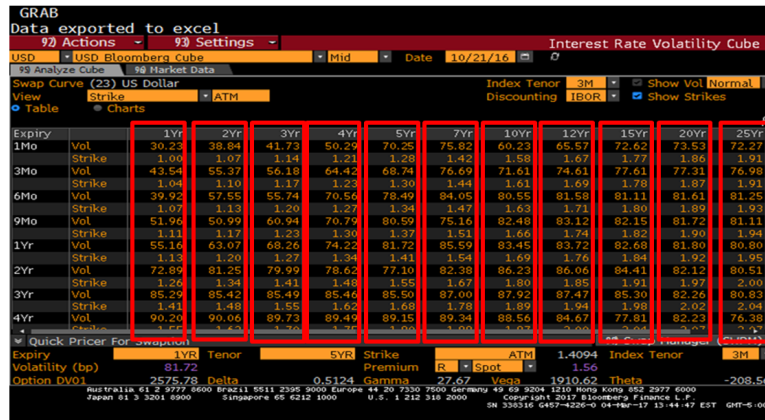 GRAB
Data exported to excel
92) Actions 93) Settings Interest Rate Volatility Cube
USD USD Bloomberg Cube Mid Date 10/21/16
95) Analyze Cube 96) Market Data
Swap Curve (23) US Dollar Index Tenor 3M Show Vol Normal
View Strike ATM Discounting IBOR Show Strikes
Table Charts
Expiry 1Yr 2Yr 3Yr 4Yr 5Yr 7Yr 10Yr 12Yr 15Yr 20Yr 25Yr
1Mo Vol 30.23 38.84 41.73 50.29 70.25 75.82 60.23 65.57 72.62 73.53 72.27
Strike 1.00 1.07 1.14 1.21 1.28 1.42 1.58 1.67 1.77 1.86 1.91
3Mo Vol 43.54 55.37 56.18 64.42 68.74 76.69 71.61 74.61 77.61 77.31 76.98
Strike 1.04 1.10 1.17 1.23 1.30 1.44 1.61 1.69 1.78 1.87 1.91
6Mo Vol 39.92 57.55 55.74 70.56 78.49 84.05 80.55 81.58 81.11 81.61 81.25
Strike 1.07 1.13 1.20 1.27 1.34 1.47 1.63 1.71 1.80 1.89 1.93
9Mo Vol 51.96 50.99 60.94 70.79 80.59 75.16 82.48 83.12 82.15 81.72 81.11
Strike 1.11 1.17 1.23 1.30 1.37 1.51 1.66 1.74 1.82 1.90 1.94
1Yr Vol 55.16 63.07 68.26 74.22 81.72 85.59 83.45 83.72 82.68 81.80 80.80
Strike 1.13 1.20 1.27 1.34 1.41 1.54 1.69 1.76 1.84 1.92 1.95
2Yr Vol 72.89 81.25 79.99 78.62 77.10 82.38 86.23 86.06 84.41 82.12 80.51
Strike 1.26 1.34 1.41 1.48 1.55 1.67 1.80 1.85 1.91 1.97 2.00
3Yr Vol 85.29 85.42 85.49 85.46 85.50 87.00 87.92 87.47 85.30 82.26 80.83
Strike 1.41 1.48 1.55 1.62 1.68 1.78 1.89 1.94 1.98 2.02 2.04
4Yr Vol 90.20 90.06 89.73 89.49 89.15 89.34 88.56 84.67 77.81 82.23 76.38
Strike
Quick Pricer For Swaption
Expiry 1YR Tenor 5YR Strike ATM 1.4094 Index Tenor 3M
Volatility (bp) 81.72 Premium R Spot 1.56
Option DV01 2575.78 Delta 0.5124 Gamma 27.67 Vega 1910.62 Theta -208.5
Australia 61 2 9777 8600 Brazil 5511 2395 9000 Europe 44 20 7330 7500 Germany 49 69 9204 1210 Hong Kong 852 2977 6000
Japan 81 3 3201 8900 Singapore 65 6212 1000 U.S. 1 212 318 2000 Copyright 2017 Bloomberg Finance L.P.
SN 338316 G457-4226-0 04-Mar-17 13:44:47 EST GMT-5:00